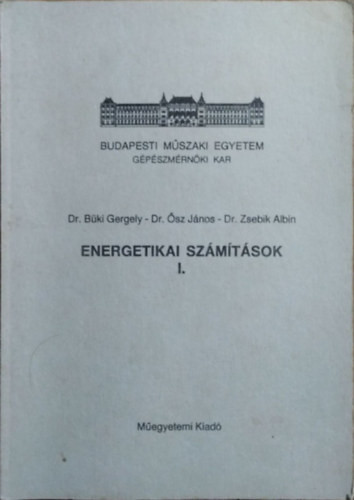 BUDAPESTI MŰSZAKI EGYETEM
GÉPÉSZMÉRNÖKI KAR
Dr. Büki Gergely - Dr. Ősz János - Dr. Zsebik Albin
ENERGETIKAI SZÁMÍTÁSOK
I.
Műegyetemi Kiadó